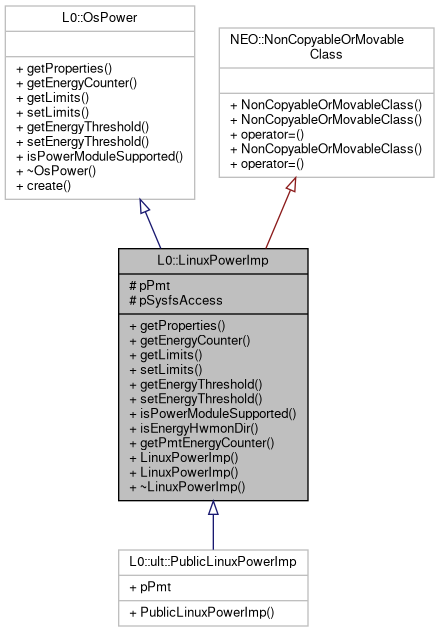 L0::OsPower
+ getProperties()
+ getEnergyCounter()
+ getLimits()
+ setLimits()
+ getEnergyThreshold()
+ setEnergyThreshold()
+ isPowerModuleSupported()
+ ~OsPower()
+ create()
NEO::NonCopyableOrMovable
Class
+ NonCopyableOrMovableClass()
+ NonCopyableOrMovableClass()
+ operator=()
+ NonCopyableOrMovableClass()
+ operator=()
L0::LinuxPowerImp
# pPmt
# pSysfsAccess
+ getProperties()
+ getEnergyCounter()
+ getLimits()
+ setLimits()
+ getEnergyThreshold()
+ setEnergyThreshold()
+ isPowerModuleSupported()
+ isEnergyHwmonDir()
+ getPmtEnergyCounter()
+ LinuxPowerImp()
+ LinuxPowerImp()
+ ~LinuxPowerImp()
L0::ult::PublicLinuxPowerImp
+ pPmt
+ PublicLinuxPowerImp()